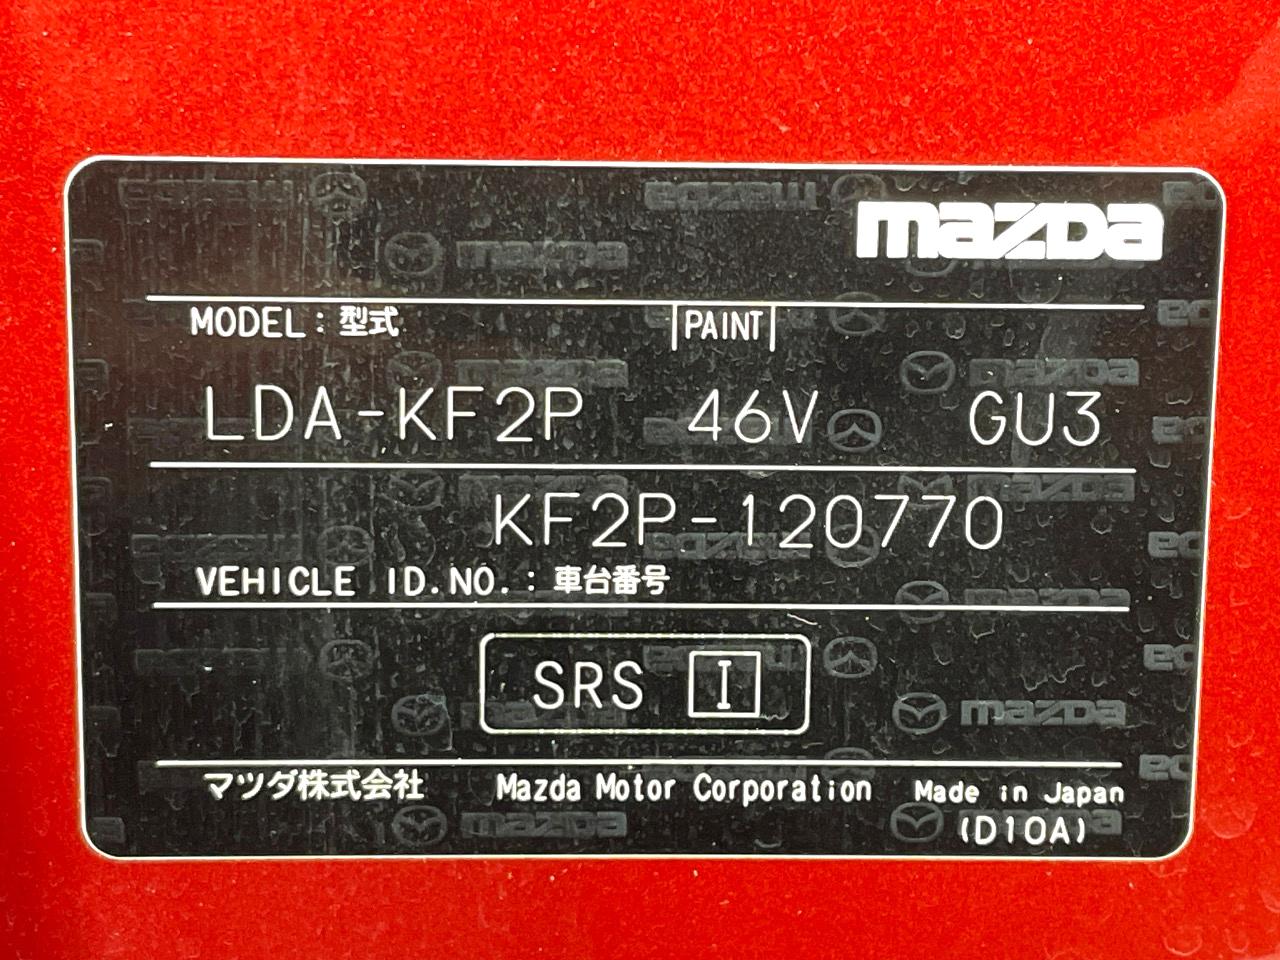 mazda
MODEL : 型式 PAINT
LDA-KF2P 46V GU3
KF2P-120770
VEHICLE ID.NO. : 車台番号
SRS I
マツダ株式会社 Mazda Motor Corporation Made in Japan
(D10A)